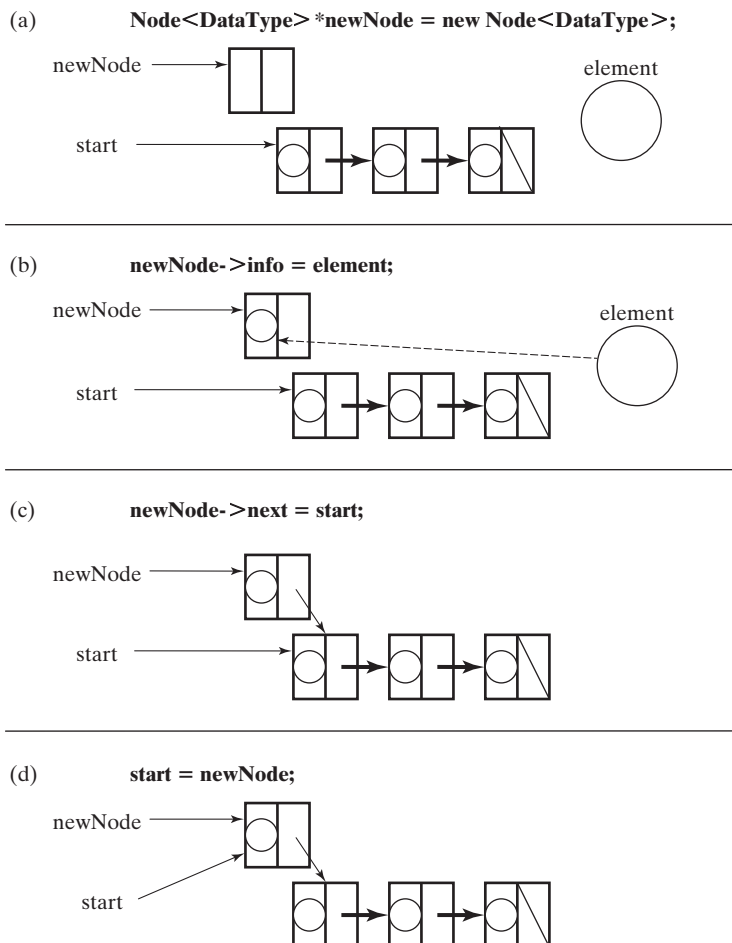 (a) Node<DataType> *newNode = new Node<DataType>;
newNode
element
start
(b) newNode->info = element;
newNode
element
start
(c) newNode->next = start;
newNode
start
(d) start = newNode;
newNode
start